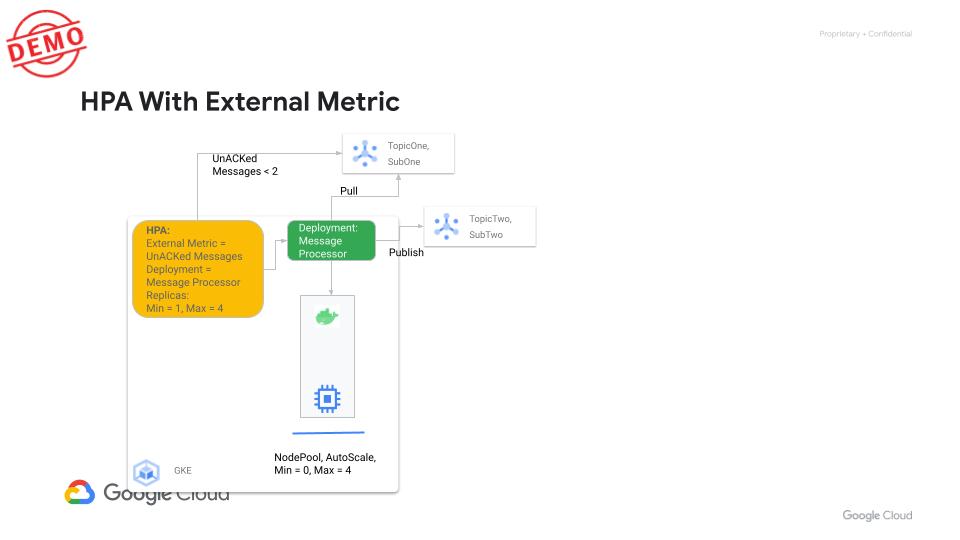 DEMO
Proprietary + Confidential
HPA With External Metric
TopicOne,
SubOne
UnACKed
Messages < 2
Pull
TopicTwo,
SubTwo
HPA:
External Metric =
UnACKed Messages
Deployment =
Message Processor
Replicas:
Min = 1, Max = 4
Deployment:
Message
Processor
Publish
NodePool, AutoScale,
Min = 0, Max = 4
GKE
Google Cloud
Google Cloud